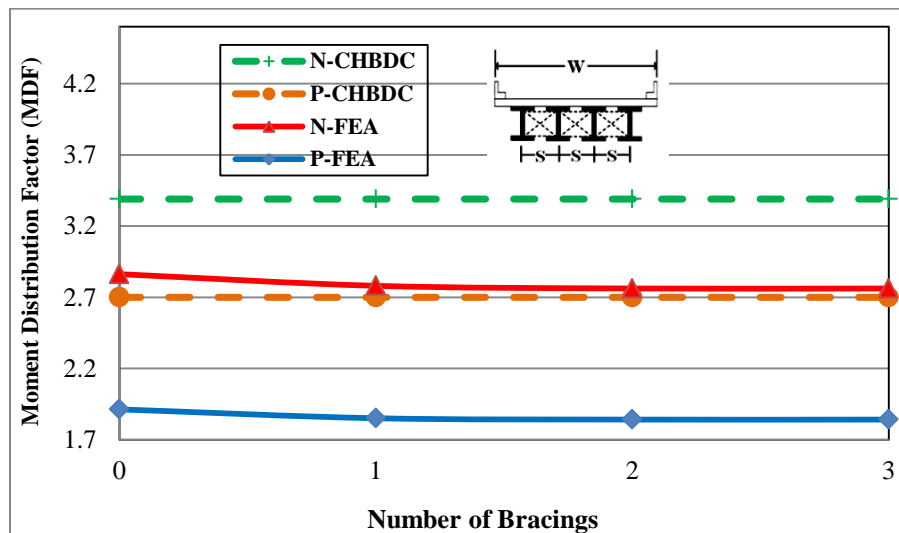 Moment Distribution Factor (MDF)
4.2
3.7
3.2
2.7
2.2
1.7
N-CHBDC
P-CHBDC
N-FEA
P-FEA
W
S S S
0 1 2 3
Number of Bracings